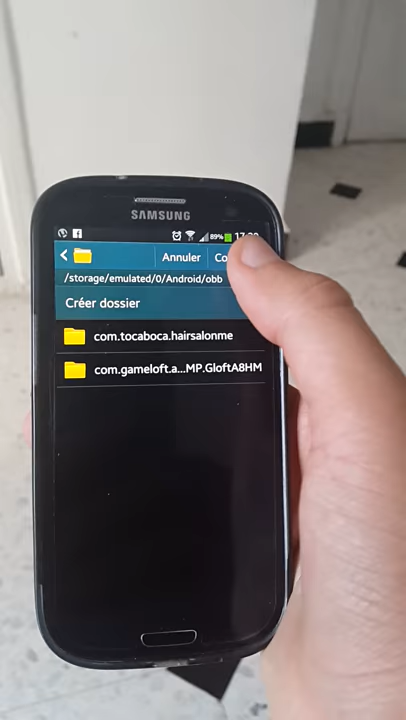 SAMSUNG
89%
Annuler
/storage/emulated/0/Android/obb
Créer dossier
com.tocaboca.hairsalonme
com.gameloft.a...MP.GloftA8HM